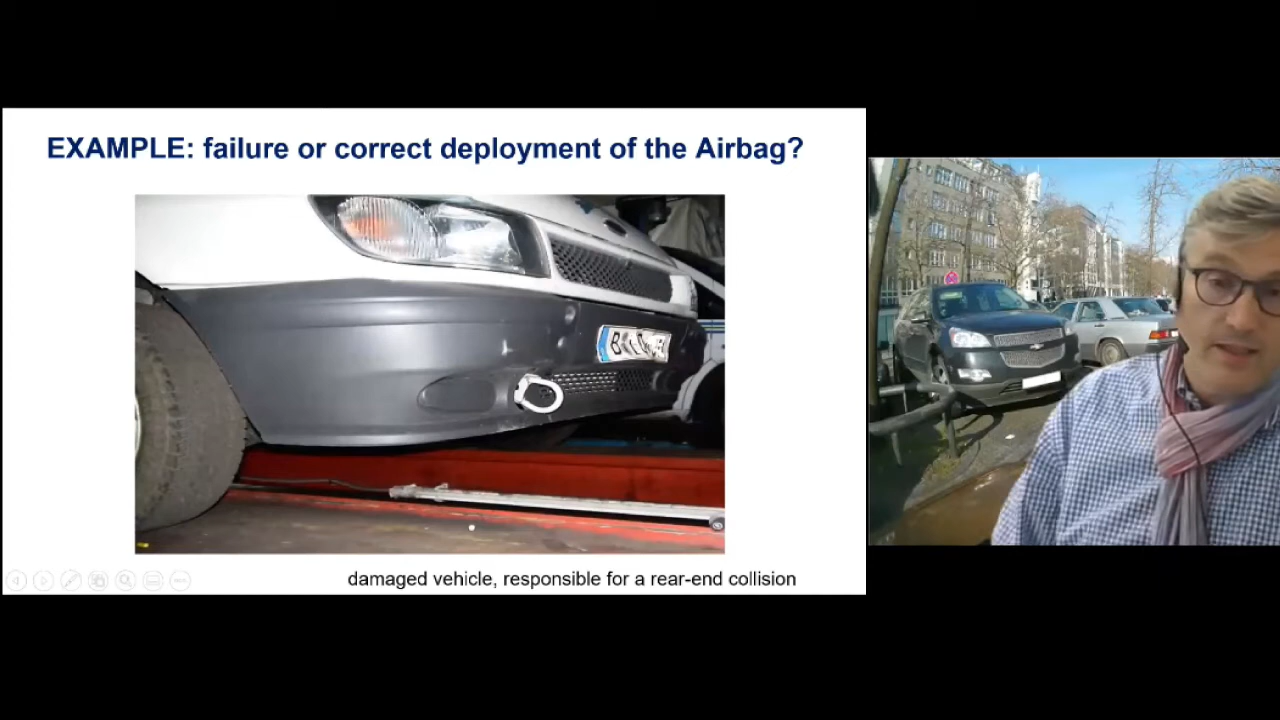 EXAMPLE: failure or correct deployment of the Airbag?
damaged vehicle, responsible for a rear-end collision